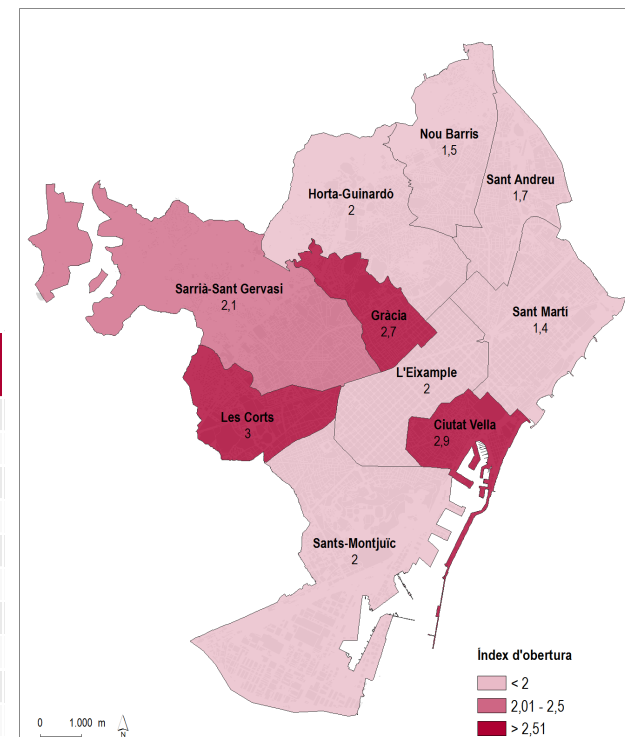 Nou Barris
1,5
Sant Andreu
1,7
Horta-Guinardó
2
Sarrià-Sant Gervasi
2,1
Gràcia
2,7
Sant Martí
1,4
L'Eixample
2
Les Corts
3
Ciutat Vella
2,9
Sants-Montjuïc
2
Índex d'obertura
< 2
2,01 - 2,5
> 2,51
0 1.000 m
N